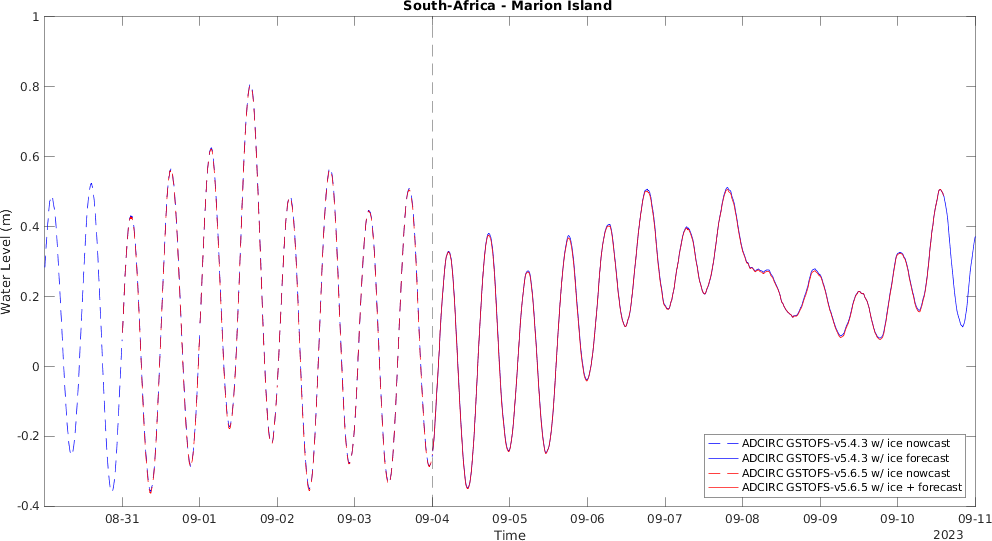 South-Africa - Marion Island
1
0.8
0.6
0.4
0.2
0
-0.2
-0.4
Water Level (m)
ADCIRC GSTOFS-v5.4.3 w/ ice nowcast
ADCIRC GSTOFS-v5.4.3 w/ ice forecast
ADCIRC GSTOFS-v5.6.5 w/ ice nowcast
ADCIRC GSTOFS-v5.6.5 w/ ice + forecast
08-31 09-01 09-02 09-03 09-04 09-05 09-06 09-07 09-08 09-09 09-10 09-11
Time
2023